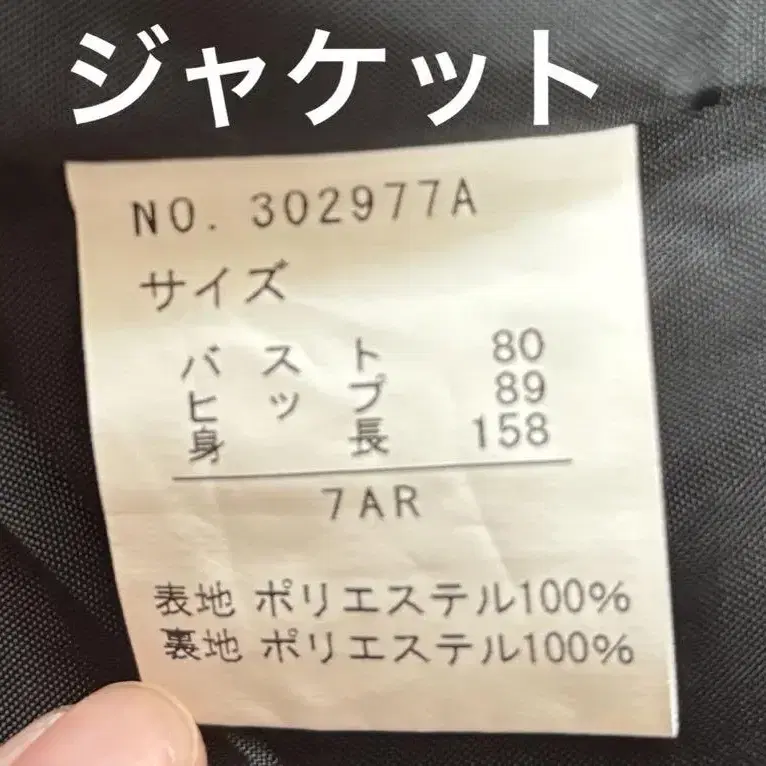 ジャケット
NO. 302977A
サイズ
バスト 80
ヒップ 89
身長 158
7AR
表地 ポリエステル100%
裏地 ポリエステル100%